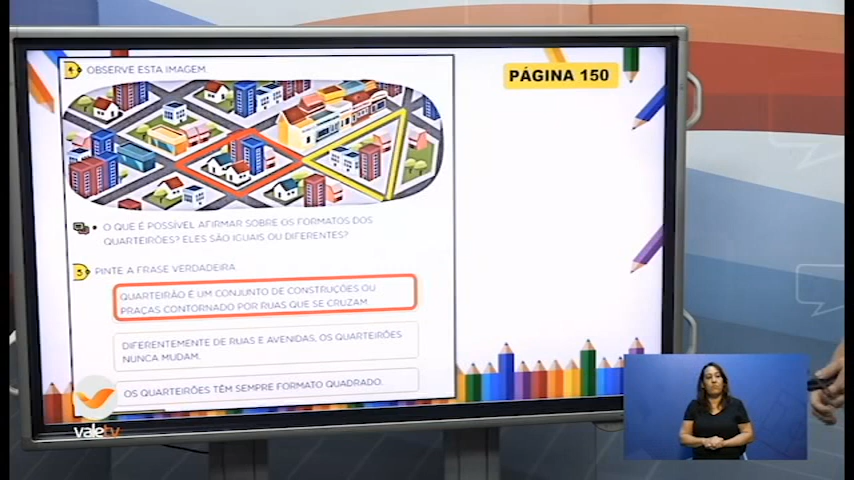 PÁGINA 150
4 OBSERVE ESTA IMAGEM.
O QUE É POSSÍVEL AFIRMAR SOBRE OS FORMATOS DOS
QUARTEIRÕES? ELES SÃO IGUAIS OU DIFERENTES?
5 PINTE A FRASE VERDADEIRA
QUARTEIRÃO É UM CONJUNTO DE CONSTRUÇÕES OU
PRAÇAS CONTORNADO POR RUAS QUE SE CRUZAM.
DIFERENTEMENTE DE RUAS E AVENIDAS, OS QUARTEIRÕES
NUNCA MUDAM.
OS QUARTEIRÕES TÊM SEMPRE FORMATO QUADRADO.
valetv